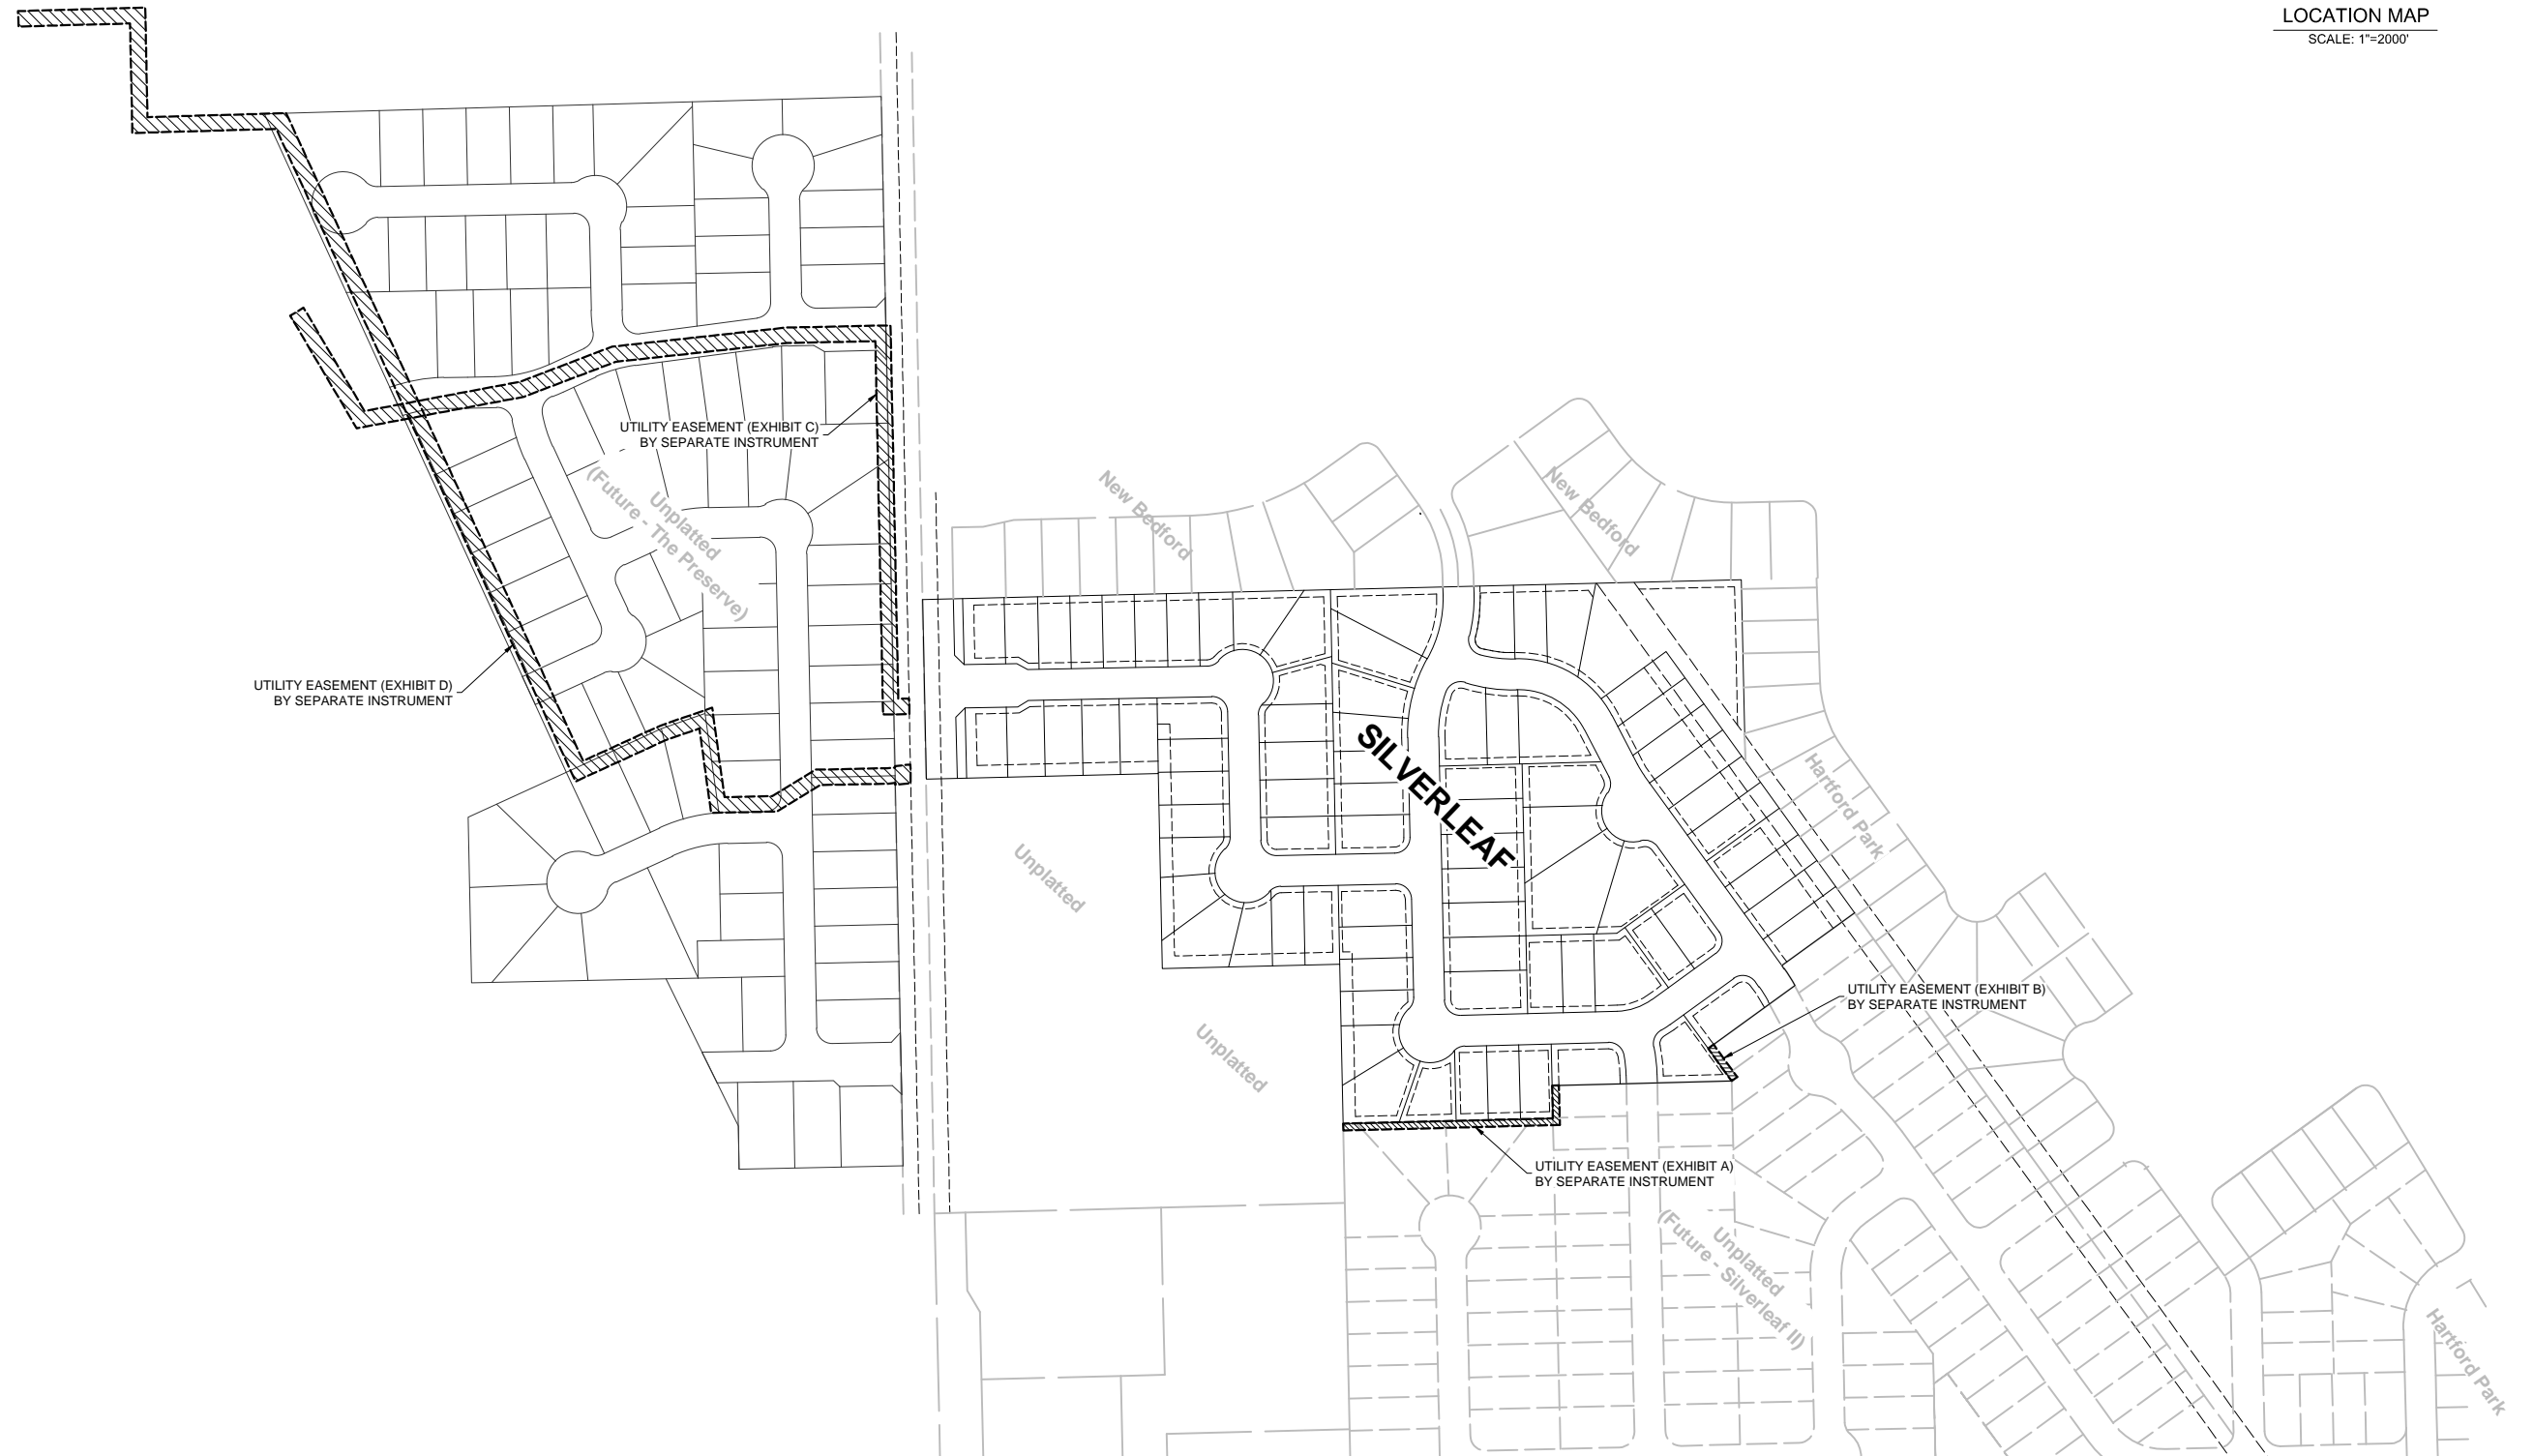 LOCATION MAP
SCALE: 1"=2000'
UTILITY EASEMENT (EXHIBIT C)
BY SEPARATE INSTRUMENT
Unplatted
(Future - The Preserve)
New Bedford
New Bedford
UTILITY EASEMENT (EXHIBIT D)
BY SEPARATE INSTRUMENT
SILVERLEAF
Hartford Park
Unplatted
UTILITY EASEMENT (EXHIBIT B)
BY SEPARATE INSTRUMENT
Unplatted
UTILITY EASEMENT (EXHIBIT A)
BY SEPARATE INSTRUMENT
Unplatted
(Future - Silverleaf II)
Hartford Park